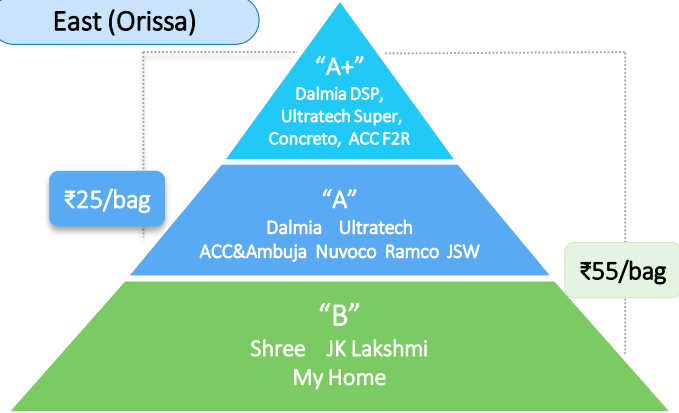 East (Orissa)
“A+”
Dalmia DSP,
Ultratech Super,
Concreto, ACC F2R
₹25/bag
“A”
Dalmia Ultratech
ACC&Ambuja Nuvoco Ramco JSW
₹55/bag
“B”
Shree JK Lakshmi
My Home